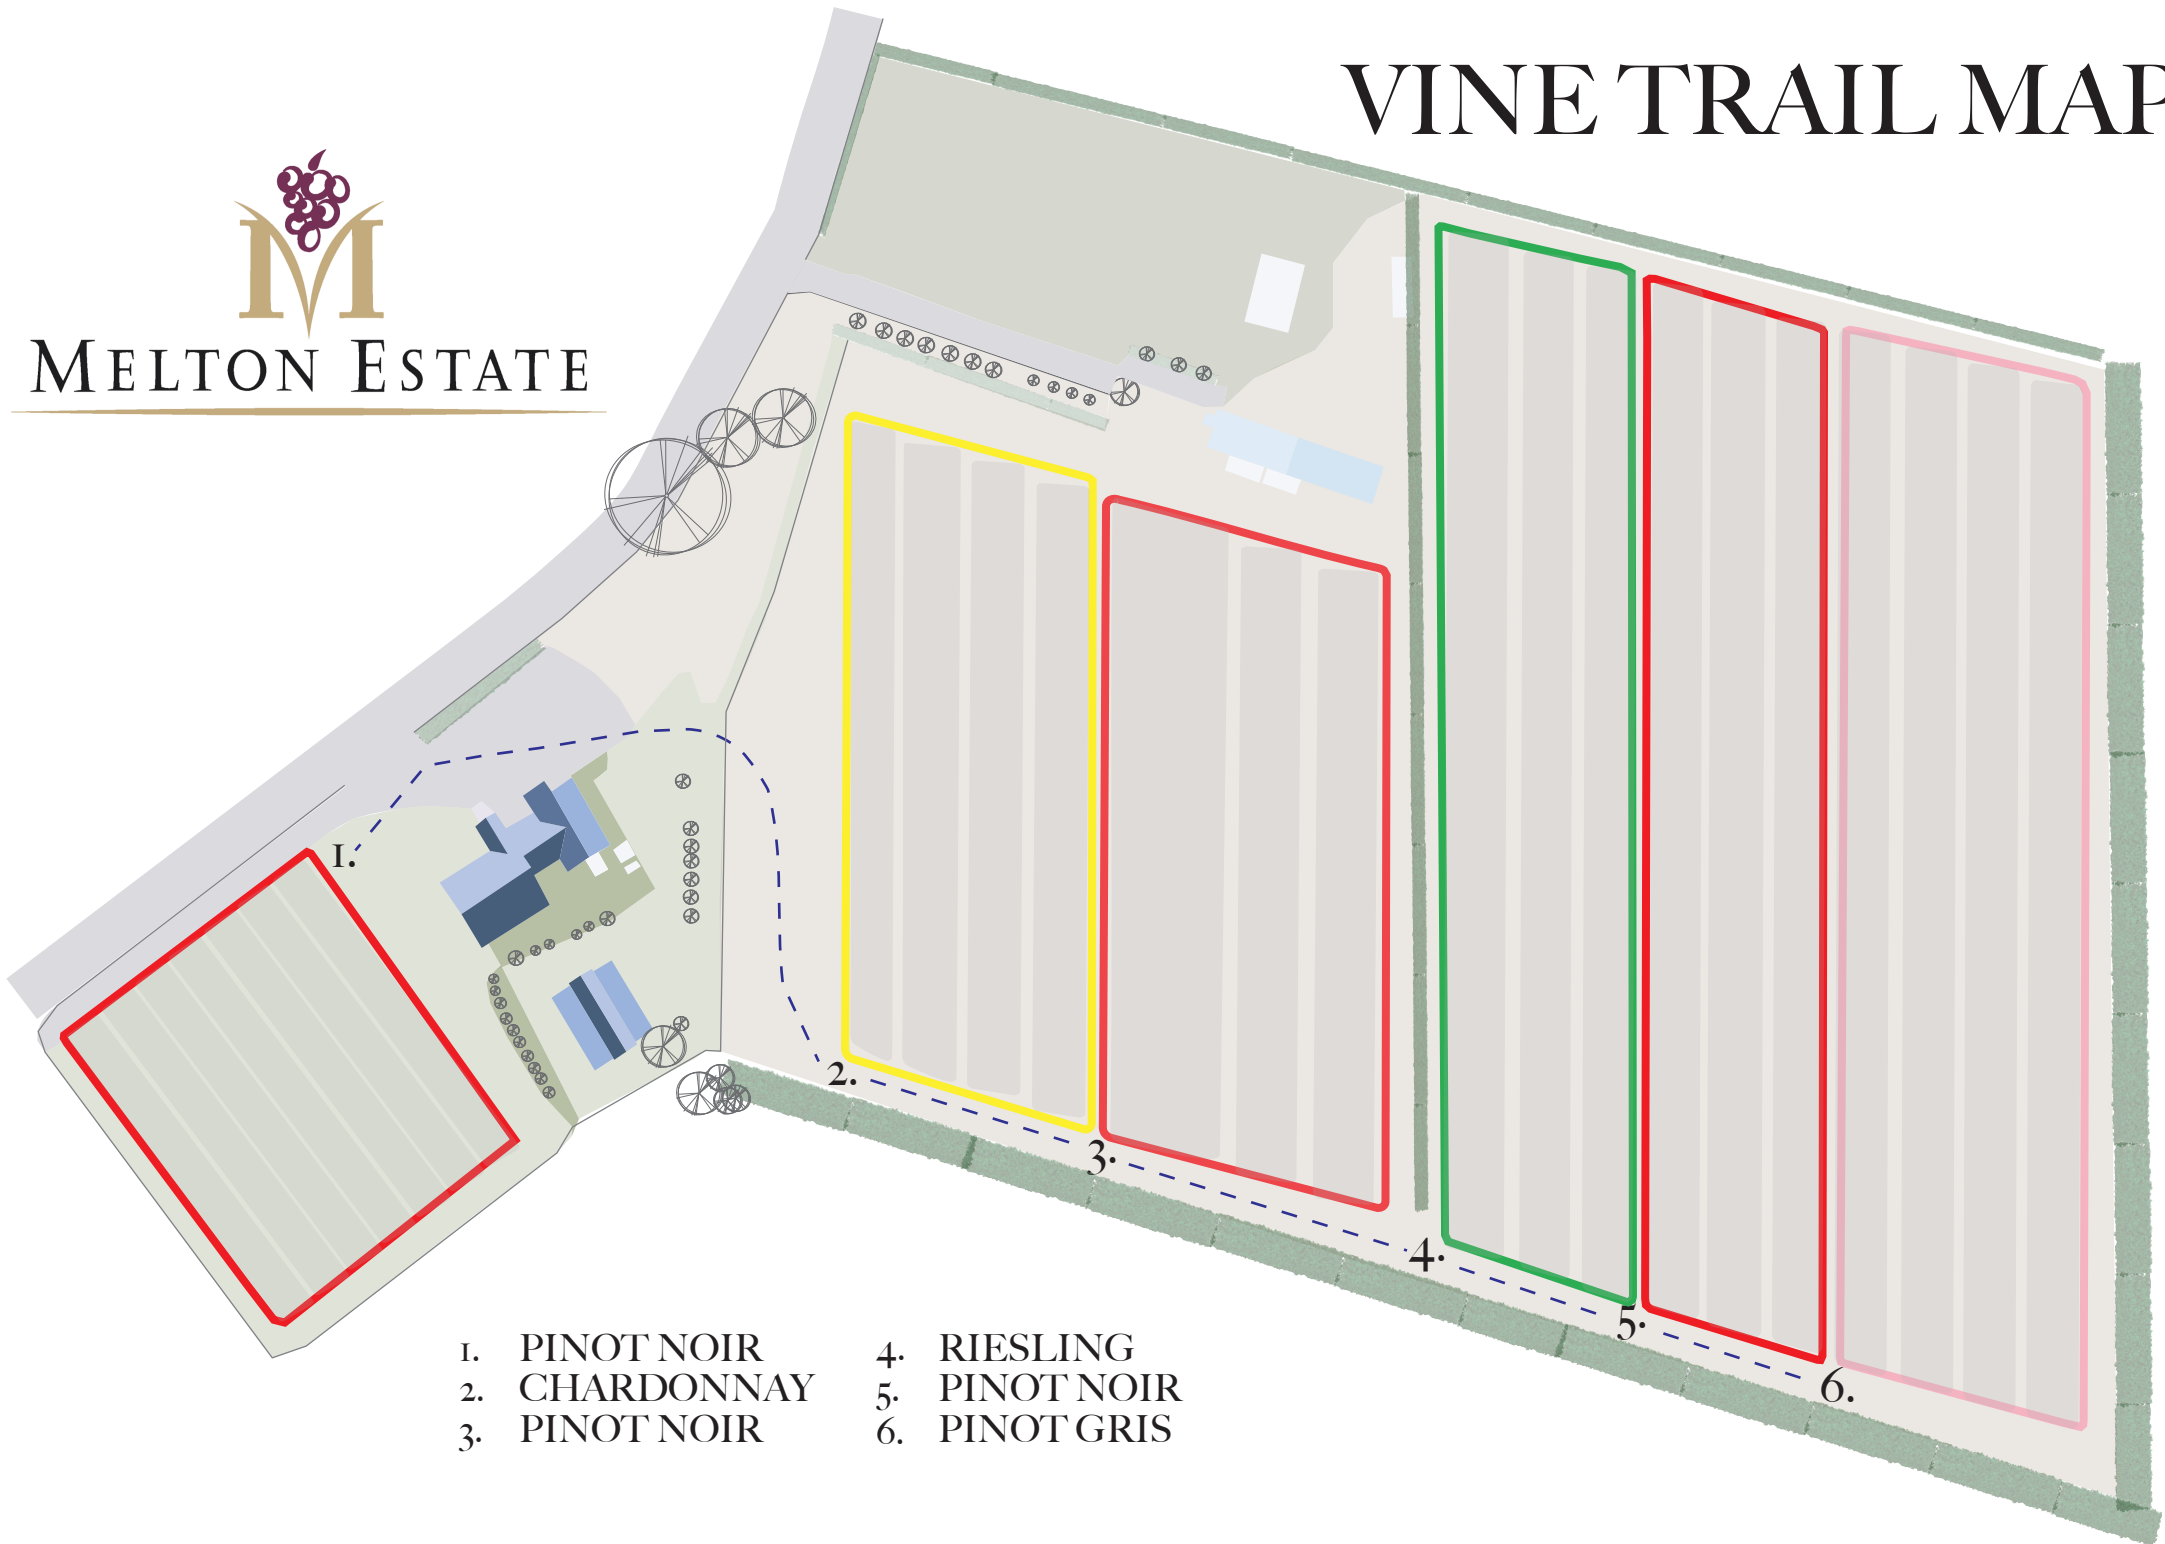 VINE TRAIL MAP
M
MELTON ESTATE
1.
2.
3.
4.
5.
6.
1. PINOT NOIR
2. CHARDONNAY
3. PINOT NOIR
4. RIESLING
5. PINOT NOIR
6. PINOT GRIS